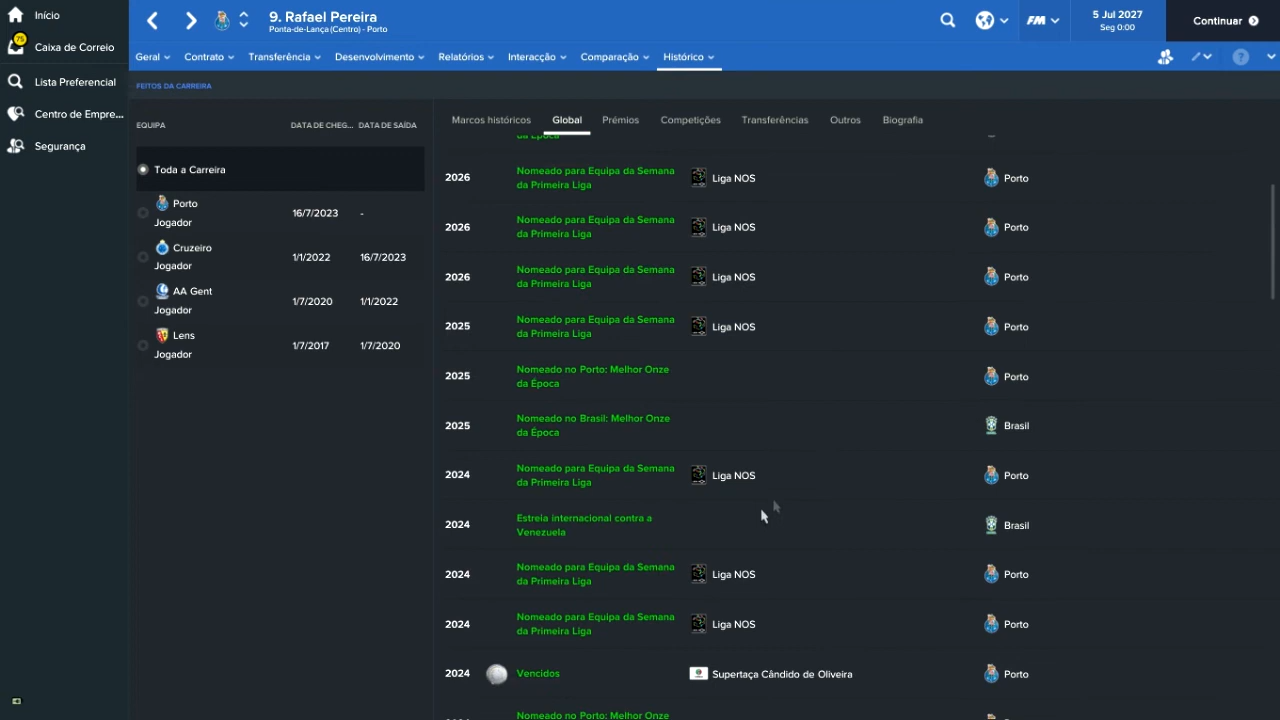 Início
75
Caixa de Correio
Lista Preferencial
Centro de Empre...
Segurança
9. Rafael Pereira
Ponta-de-Lança (Centro) - Porto
FM
5 Jul 2027
Seg 0:00
Continuar
Geral
Contrato
Transferência
Desenvolvimento
Relatórios
Interacção
Comparação
Histórico
?
FEITOS DA CARREIRA
EQUIPA DATA DE CHEG... DATA DE SAÍDA
Toda a Carreira
Porto
Jogador
16/7/2023 -
Cruzeiro
Jogador
1/1/2022 16/7/2023
AA Gent
Jogador
1/7/2020 1/1/2022
Lens
Jogador
1/7/2017 1/7/2020
Marcos históricos Global Prémios Competições Transferências Outros Biografia
da Época
2026 Nomeado para Equipa da Semana
da Primeira Liga
Liga NOS Porto
2026 Nomeado para Equipa da Semana
da Primeira Liga
Liga NOS Porto
2026 Nomeado para Equipa da Semana
da Primeira Liga
Liga NOS Porto
2025 Nomeado para Equipa da Semana
da Primeira Liga
Liga NOS Porto
2025 Nomeado no Porto: Melhor Onze
da Época
Porto
2025 Nomeado no Brasil: Melhor Onze
da Época
Brasil
2024 Nomeado para Equipa da Semana
da Primeira Liga
Liga NOS Porto
2024 Estreia internacional contra a
Venezuela
Brasil
2024 Nomeado para Equipa da Semana
da Primeira Liga
Liga NOS Porto
2024 Nomeado para Equipa da Semana
da Primeira Liga
Liga NOS Porto
2024 Vencidos Supertaça Cândido de Oliveira Porto
Nomeado no Porto: Melhor Onze